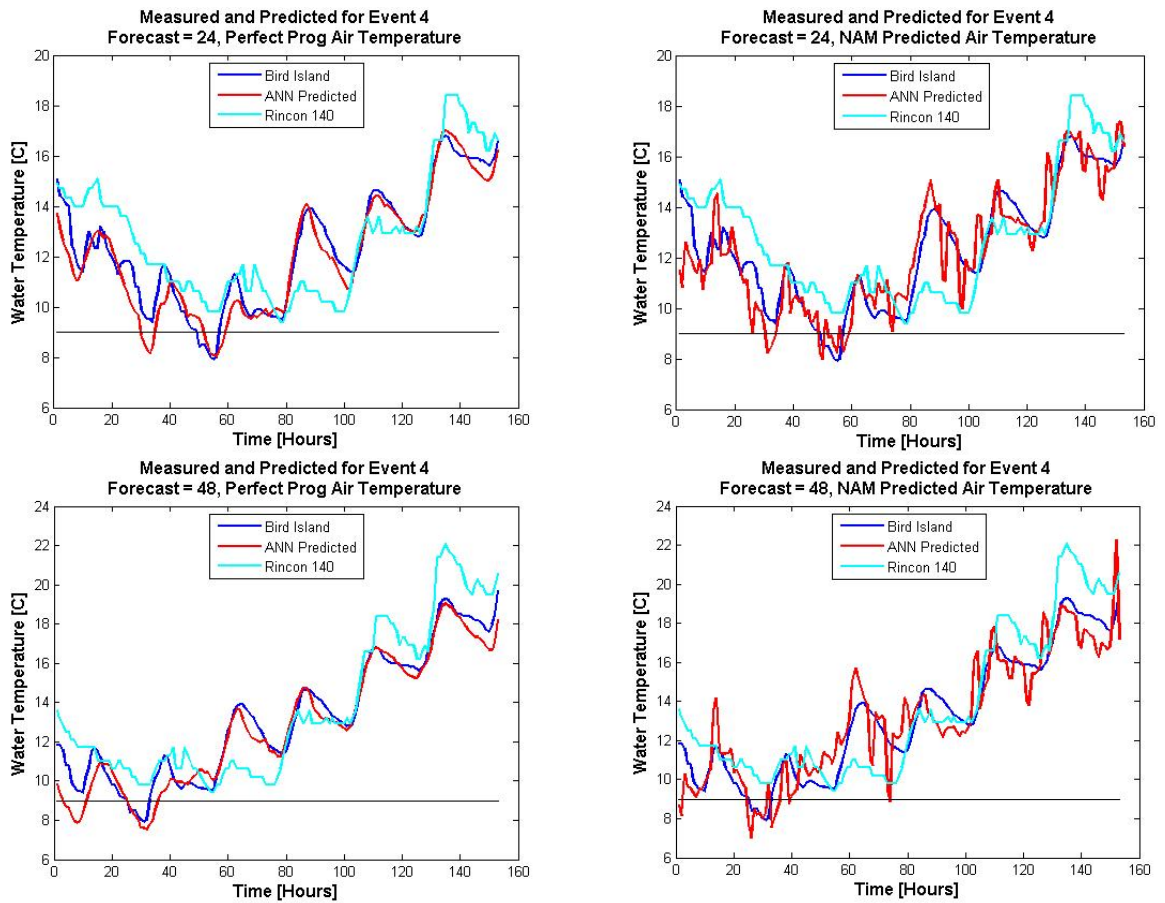 Measured and Predicted for Event 4
Forecast = 24, Perfect Prog Air Temperature
Water Temperature [C]
20
18
16
14
12
10
8
6
Bird Island
ANN Predicted
Rincon 140
0 20 40 60 80 100 120 140 160
Time [Hours]
Measured and Predicted for Event 4
Forecast = 24, NAM Predicted Air Temperature
Water Temperature [C]
20
18
16
14
12
10
8
6
Bird Island
ANN Predicted
Rincon 140
0 20 40 60 80 100 120 140 160
Time [Hours]
Measured and Predicted for Event 4
Forecast = 48, Perfect Prog Air Temperature
Water Temperature [C]
24
22
20
18
16
14
12
10
8
6
Bird Island
ANN Predicted
Rincon 140
0 20 40 60 80 100 120 140 160
Time [Hours]
Measured and Predicted for Event 4
Forecast = 48, NAM Predicted Air Temperature
Water Temperature [C]
24
22
20
18
16
14
12
10
8
6
Bird Island
ANN Predicted
Rincon 140
0 20 40 60 80 100 120 140 160
Time [Hours]